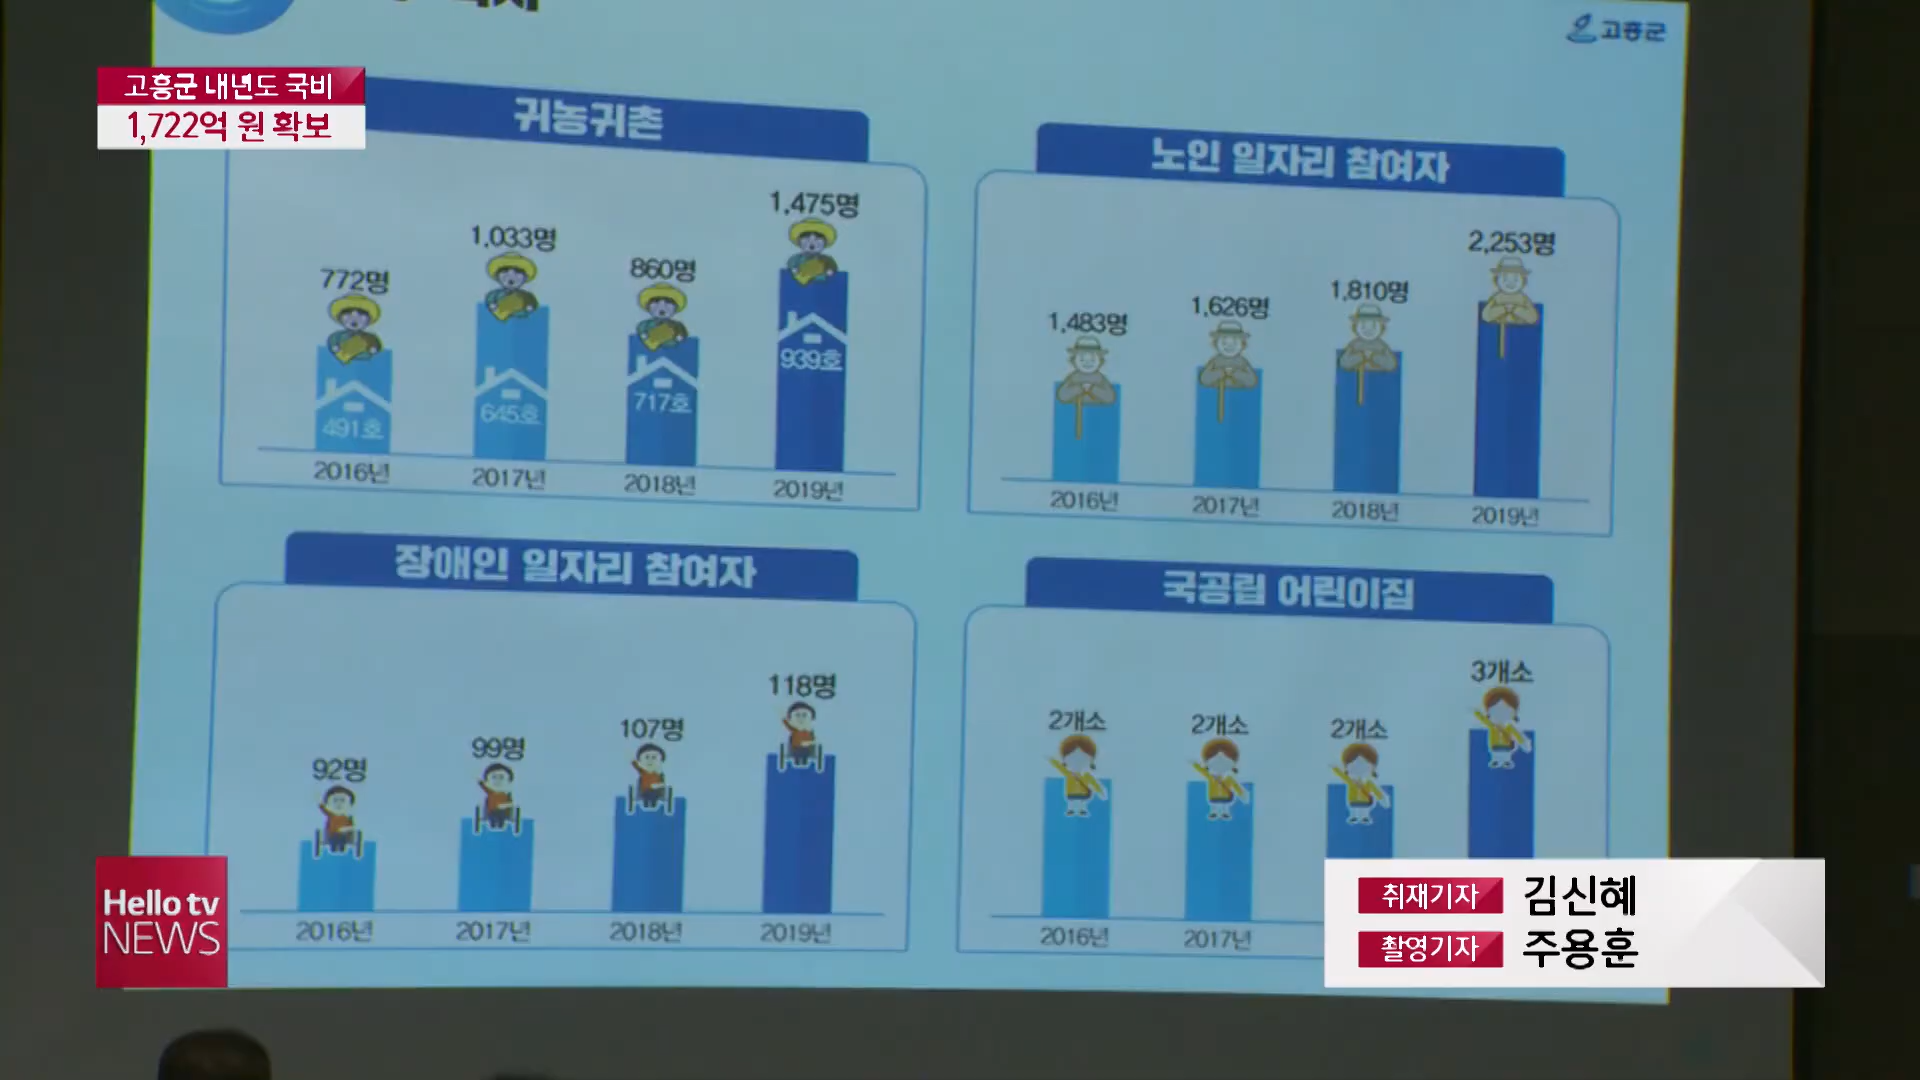 고흥군
고흥군 내년도 국비
1,722억 원 확보
귀농귀촌
772명
1,033명
860명
1,475명
491호
645호
717호
939호
2016년
2017년
2018년
2019년
노인 일자리 참여자
1,483명
1,626명
1,810명
2,253명
2016년
2017년
2018년
2019년
장애인 일자리 참여자
92명
99명
107명
118명
2016년
2017년
2018년
2019년
국공립 어린이집
2개소
2개소
2개소
3개소
2016년
2017년
Hello tv
NEWS
취재기자 김신혜
촬영기자 주용훈